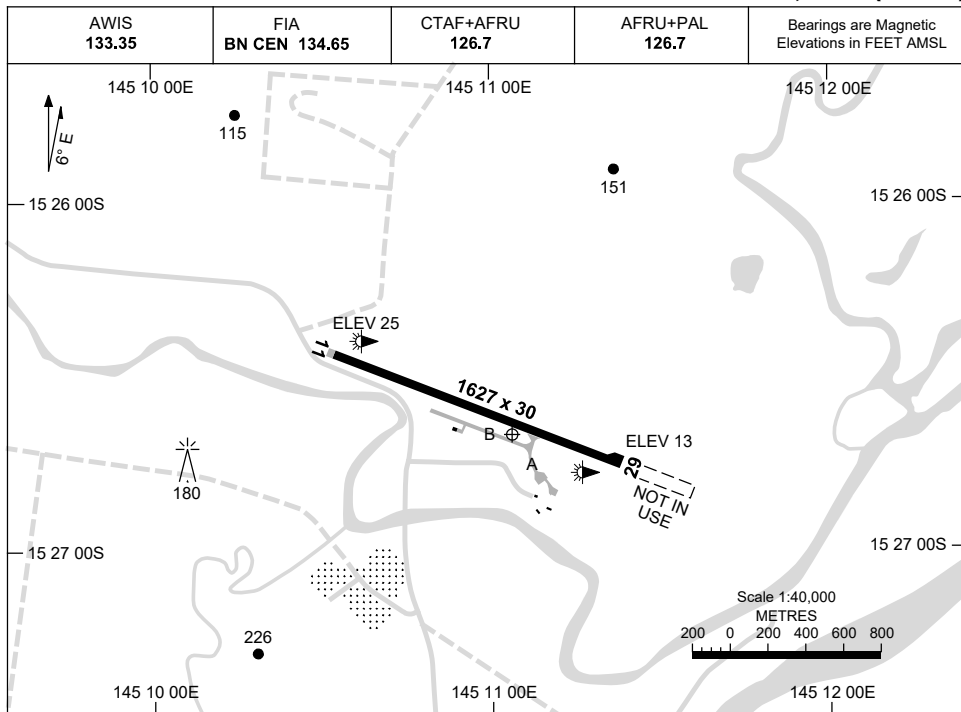 AWIS
133.35
FIA
BN CEN 134.65
CTAF+AFRU
126.7
AFRU+PAL
126.7
Bearings are Magnetic
Elevations in FEET AMSL
145 10 00E
145 11 00E
145 12 00E
6° E
115
151
15 26 00S
15 26 00S
ELEV 25
11
1627 x 30
B
ELEV 13
A
29
NOT IN
USE
180
15 27 00S
15 27 00S
Scale 1:40,000
METRES
200 0 200 400 600 800
226
145 10 00E
145 11 00E
145 12 00E